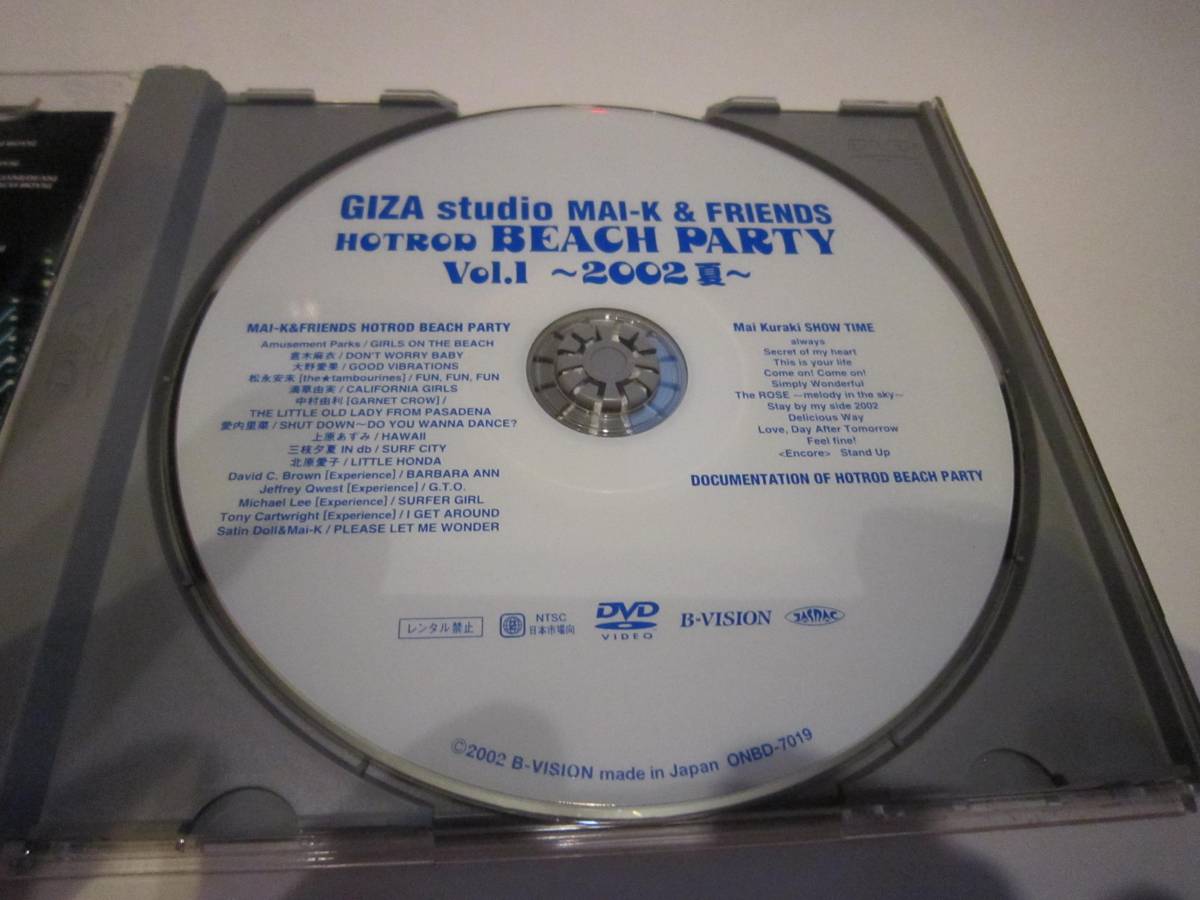 GIZA studio MAI-K & FRIENDS
HOTROD BEACH PARTY
Vol.1 ～2002 夏～
MAI-K&FRIENDS HOTROD BEACH PARTY
Amusement Parks / GIRLS ON THE BEACH
倉木麻衣 / DON'T WORRY BABY
大野愛果 / GOOD VIBRATIONS
松永安未 [the★tambourines] / FUN, FUN, FUN
滴草由実 / CALIFORNIA GIRLS
中村由利 [GARNET CROW] /
THE LITTLE OLD LADY FROM PASADENA
愛内里菜 / SHUT DOWN～DO YOU WANNA DANCE?
上原あずみ / HAWAII
三枝夕夏 IN db / SURF CITY
北原愛子 / LITTLE HONDA
David C. Brown [Experience] / BARBARA ANN
Jeffrey Qwest [Experience] / G.T.O.
Michael Lee [Experience] / SURFER GIRL
Tony Cartwright [Experience] / I GET AROUND
Satin Doll&Mai-K / PLEASE LET ME WONDER
Mai Kuraki SHOW TIME
always
Secret of my heart
This is your life
Come on! Come on!
Simply Wonderful
The ROSE ～melody in the sky～
Stay by my side 2002
Delicious Way
Love, Day After Tomorrow
Feel fine!
<Encore> Stand Up
DOCUMENTATION OF HOTROD BEACH PARTY
レンタル禁止
NTSC
日本市場向
DVD
VIDEO
B-VISION
JASRAC
©2002 B-VISION made in Japan ONBD-7019